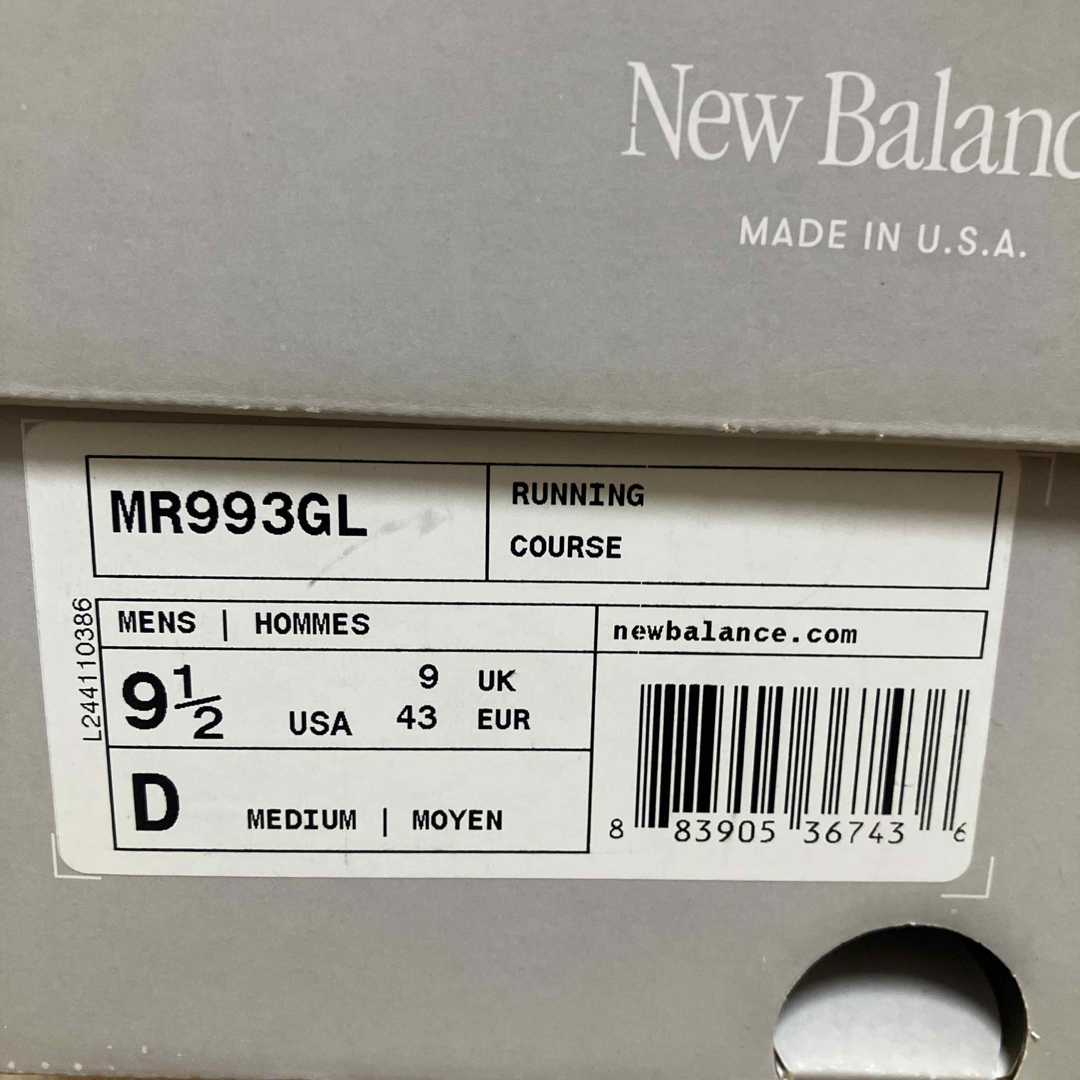 New Balanc
MADE IN U.S.A.
MR993GL
RUNNING
COURSE
L244110386
MENS | HOMMES
newbalance.com
9½ USA
9 UK
43 EUR
D MEDIUM | MOYEN
8 83905 36743 6